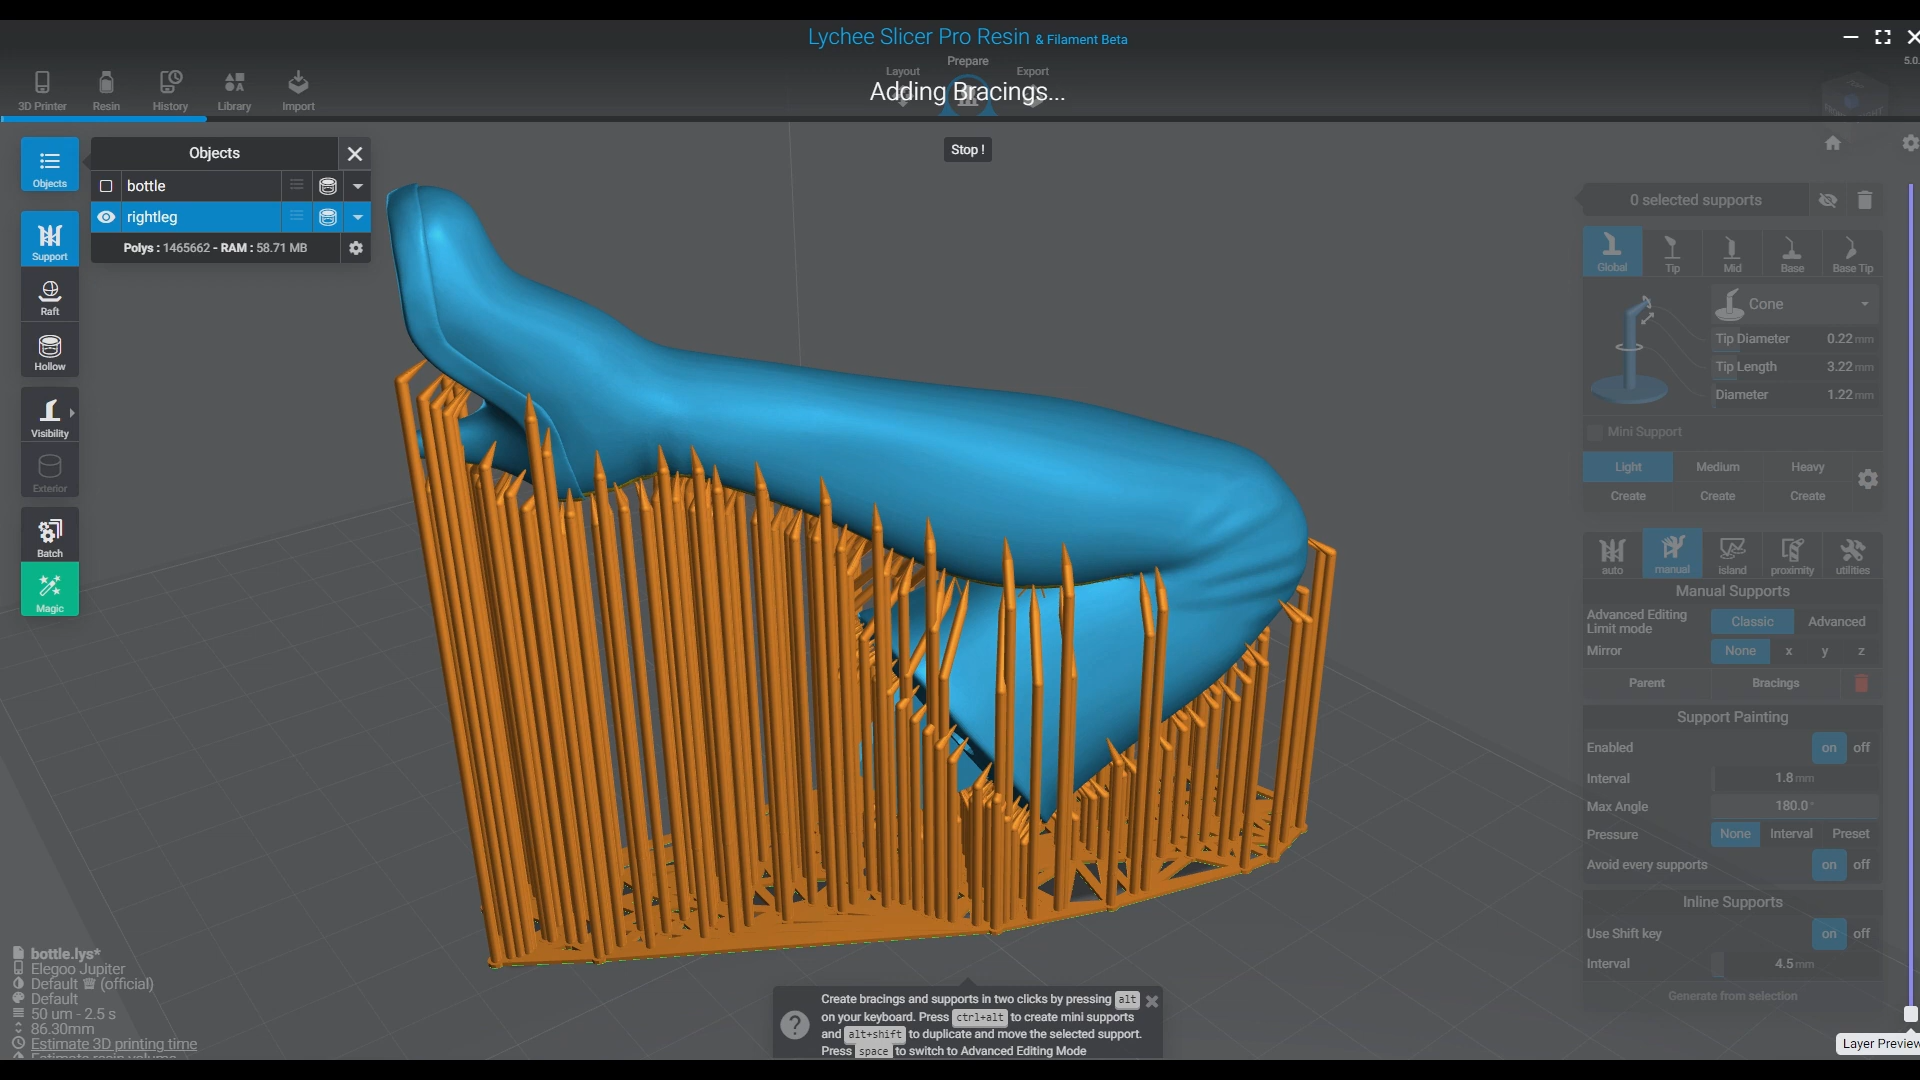 Lychee Slicer Pro Resin & Filament Beta
5.0.
3D Printer
Resin
History
Library
Import
Layout
Prepare
Export
Adding Bracings...
Stop !
Objects
Objects
bottle
rightleg
Polys : 1465662 - RAM : 58.71 MB
Support
Raft
Hollow
Visibility
Exterior
Batch
Magic
0 selected supports
Global
Tip
Mid
Base
Base Tip
Cone
Tip Diameter 0.22 mm
Tip Length 3.22 mm
Diameter 1.22 mm
Mini Support
Light Medium Heavy
Create Create Create
auto
manual
island
proximity
utilities
Manual Supports
Advanced Editing
Limit mode
Classic Advanced
Mirror None x y z
Parent Bracings
Support Painting
Enabled on off
Interval 1.8 mm
Max Angle 180.0 °
Pressure None Interval Preset
Avoid every supports on off
Inline Supports
Use Shift key on off
Interval 4.5 mm
Generate from selection
Layer Preview
bottle.lys*
Elegoo Jupiter
Default (official)
Default
50 um - 2.5 s
86.30mm
Estimate 3D printing time
Estimate resin volume
Create bracings and supports in two clicks by pressing alt
on your keyboard. Press ctrl+alt to create mini supports
and alt+shift to duplicate and move the selected support.
Press space to switch to Advanced Editing Mode